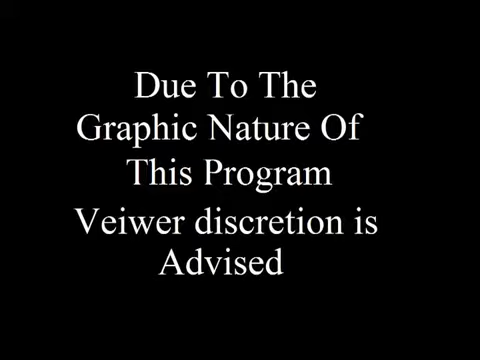 Due To The
Graphic Nature Of
This Program
Veiwer discretion is
Advised